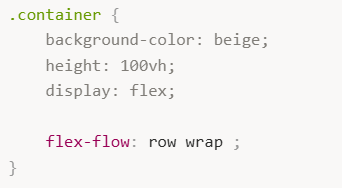 .container {
background-color: beige;
height: 100vh;
display: flex;
flex-flow: row wrap ;
}